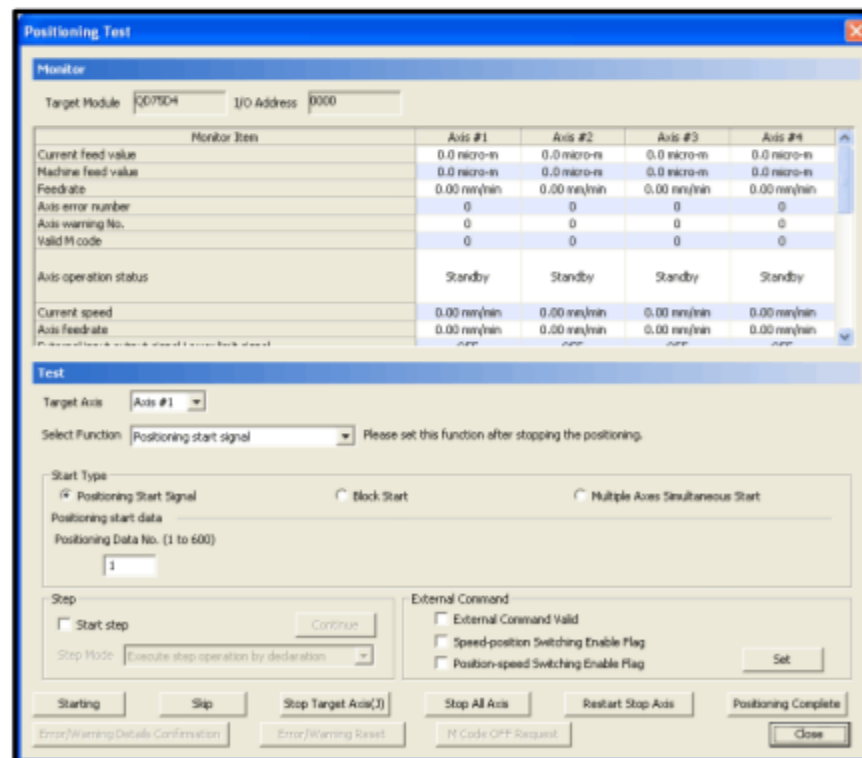 Positioning Test
Monitor
Target Module QD75D4 I/O Address 0000
Monitor Item Axis #1 Axis #2 Axis #3 Axis #4
Current feed value 0.0 micro-m 0.0 micro-m 0.0 micro-m 0.0 micro-m
Machine feed value 0.0 micro-m 0.0 micro-m 0.0 micro-m 0.0 micro-m
Feedrate 0.00 mm/min 0.00 mm/min 0.00 mm/min 0.00 mm/min
Axis error number 0 0 0 0
Axis warning No. 0 0 0 0
Valid M code 0 0 0 0
Axis operation status Standby Standby Standby Standby
Current speed 0.00 mm/min 0.00 mm/min 0.00 mm/min 0.00 mm/min
Axis feedrate 0.00 mm/min 0.00 mm/min 0.00 mm/min 0.00 mm/min
External input output signal Lower limit signal OFF OFF OFF OFF
Test
Target Axis Axis #1
Select Function Positioning start signal Please set this function after stopping the positioning.
Start Type
Positioning Start Signal Block Start Multiple Axes Simultaneous Start
Positioning start data
Positioning Data No. (1 to 600)
1
Step External Command
Start step Continue External Command Valid
Speed-position Switching Enable Flag
Step Mode Execute step operation by declaration Position-speed Switching Enable Flag Set
Starting Skip Stop Target Axis(J) Stop All Axis Restart Stop Axis Positioning Complete
Error/Warning Details Confirmation Error/Warning Reset M Code OFF Request Close